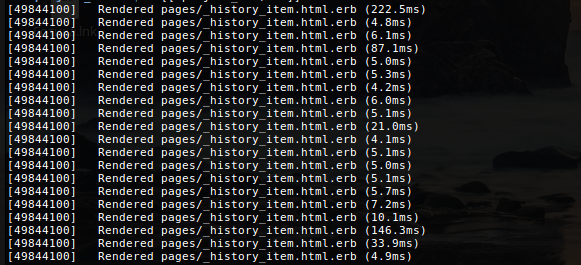 [49844100]   Rendered pages/_history_item.html.erb (222.5ms)
[49844100]   Rendered pages/_history_item.html.erb (4.8ms)
[49844100]   Rendered pages/_history_item.html.erb (6.1ms)
[49844100]   Rendered pages/_history_item.html.erb (87.1ms)
[49844100]   Rendered pages/_history_item.html.erb (5.0ms)
[49844100]   Rendered pages/_history_item.html.erb (5.3ms)
[49844100]   Rendered pages/_history_item.html.erb (4.2ms)
[49844100]   Rendered pages/_history_item.html.erb (6.0ms)
[49844100]   Rendered pages/_history_item.html.erb (5.1ms)
[49844100]   Rendered pages/_history_item.html.erb (21.0ms)
[49844100]   Rendered pages/_history_item.html.erb (4.1ms)
[49844100]   Rendered pages/_history_item.html.erb (5.1ms)
[49844100]   Rendered pages/_history_item.html.erb (5.0ms)
[49844100]   Rendered pages/_history_item.html.erb (5.1ms)
[49844100]   Rendered pages/_history_item.html.erb (5.7ms)
[49844100]   Rendered pages/_history_item.html.erb (7.2ms)
[49844100]   Rendered pages/_history_item.html.erb (10.1ms)
[49844100]   Rendered pages/_history_item.html.erb (146.3ms)
[49844100]   Rendered pages/_history_item.html.erb (33.9ms)
[49844100]   Rendered pages/_history_item.html.erb (4.9ms)